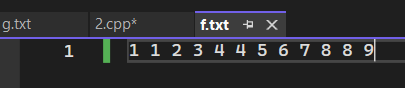 g.txt 2.cpp* f.txt
1 1 1 2 3 4 4 5 6 7 8 8 9